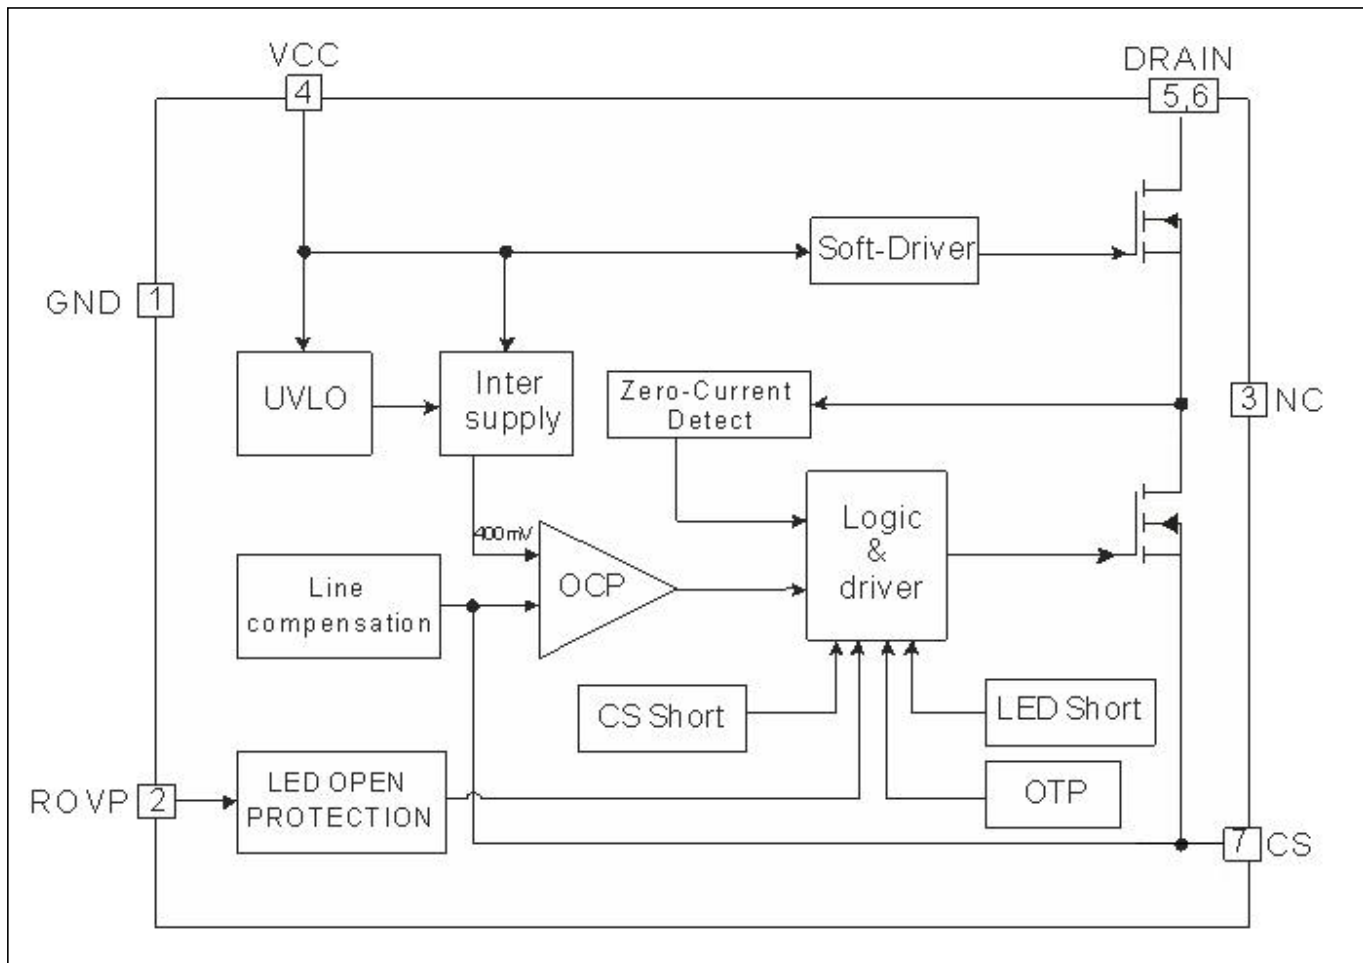 VCC
4
DRAIN
5,6
Soft-Driver
GND
1
UVLO
Inter
supply
Zero-Current
Detect
3
NC
400mV
Logic
&
driver
Line
compensation
OCP
CS Short
LED Short
ROVP
2
LED OPEN
PROTECTION
OTP
7
CS